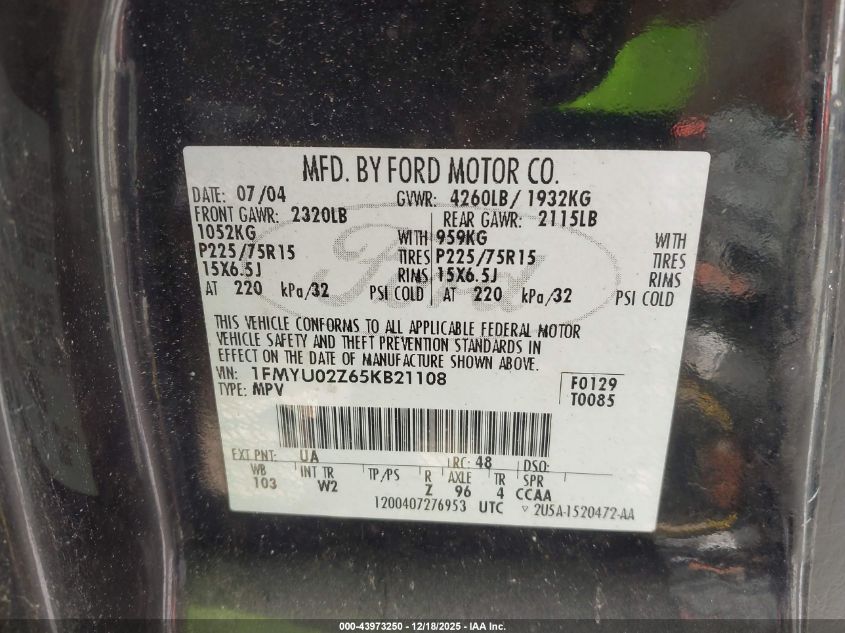 MFD. BY FORD MOTOR CO.
DATE: 07/04 GVWR: 4260LB/ 1932KG
FRONT GAWR: 2320LB REAR GAWR: 2115LB
1052KG WITH 959KG WITH
P225/75R15 TIRES P225/75R15 TIRES
15X6.5J RIMS 15X6.5J RIMS
AT 220 kPa/32 PSI COLD AT 220 kPa/32 PSI COLD
Ford
THIS VEHICLE CONFORMS TO ALL APPLICABLE FEDERAL MOTOR
VEHICLE SAFETY AND THEFT PREVENTION STANDARDS IN
EFFECT ON THE DATE OF MANUFACTURE SHOWN ABOVE.
VIN: 1FMYU02Z65KB21108 F0129
TYPE: MPV T0085
EXT PNT: UA RC: 48 DSO:
WB INT TR TP/PS R AXLE TR SPR
103 W2 Z 96 4 CCAA
1200407276953 UTC ▽ 2U5A-1520472-AA
000-43973250 - 12/18/2025 - IAA Inc.